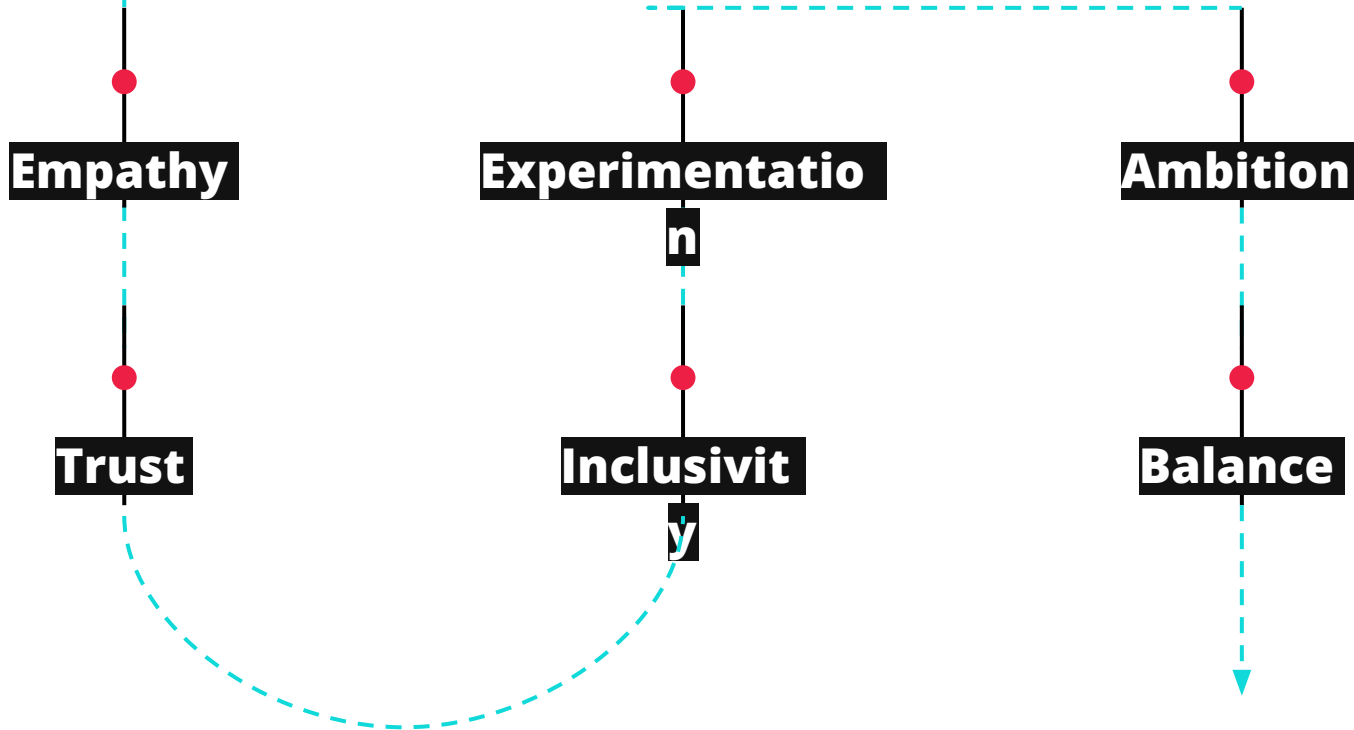 Empathy
Experimentatio
n
Ambition
Trust
Inclusivit
y
Balance